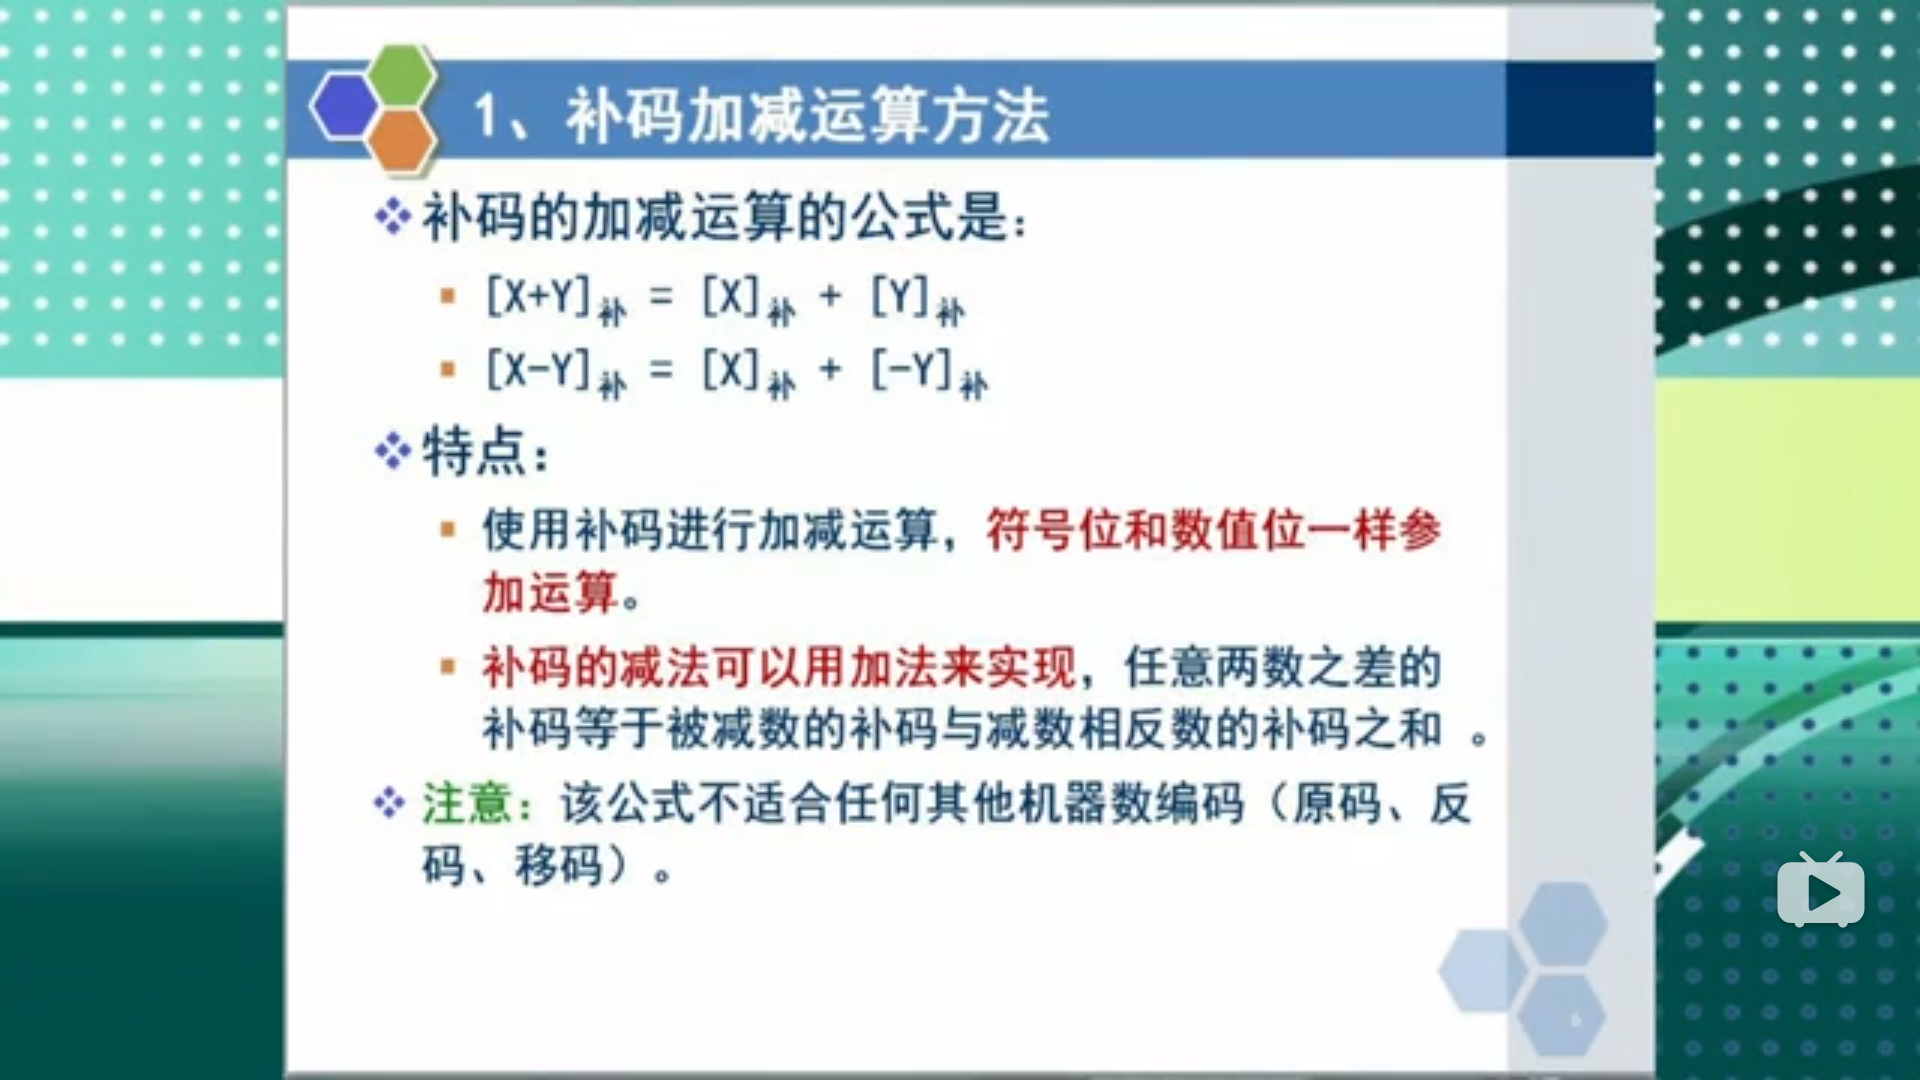 1、补码加减运算方法
补码的加减运算的公式是：
[X+Y]补 = [X]补 + [Y]补
[X-Y]补 = [X]补 + [-Y]补
特点：
使用补码进行加减运算，符号位和数值位一样参
加运算。
补码的减法可以用加法来实现，任意两数之差的
补码等于被减数的补码与减数相反数的补码之和 。
注意：该公式不适合任何其他机器数编码（原码、反
码、移码）。
6